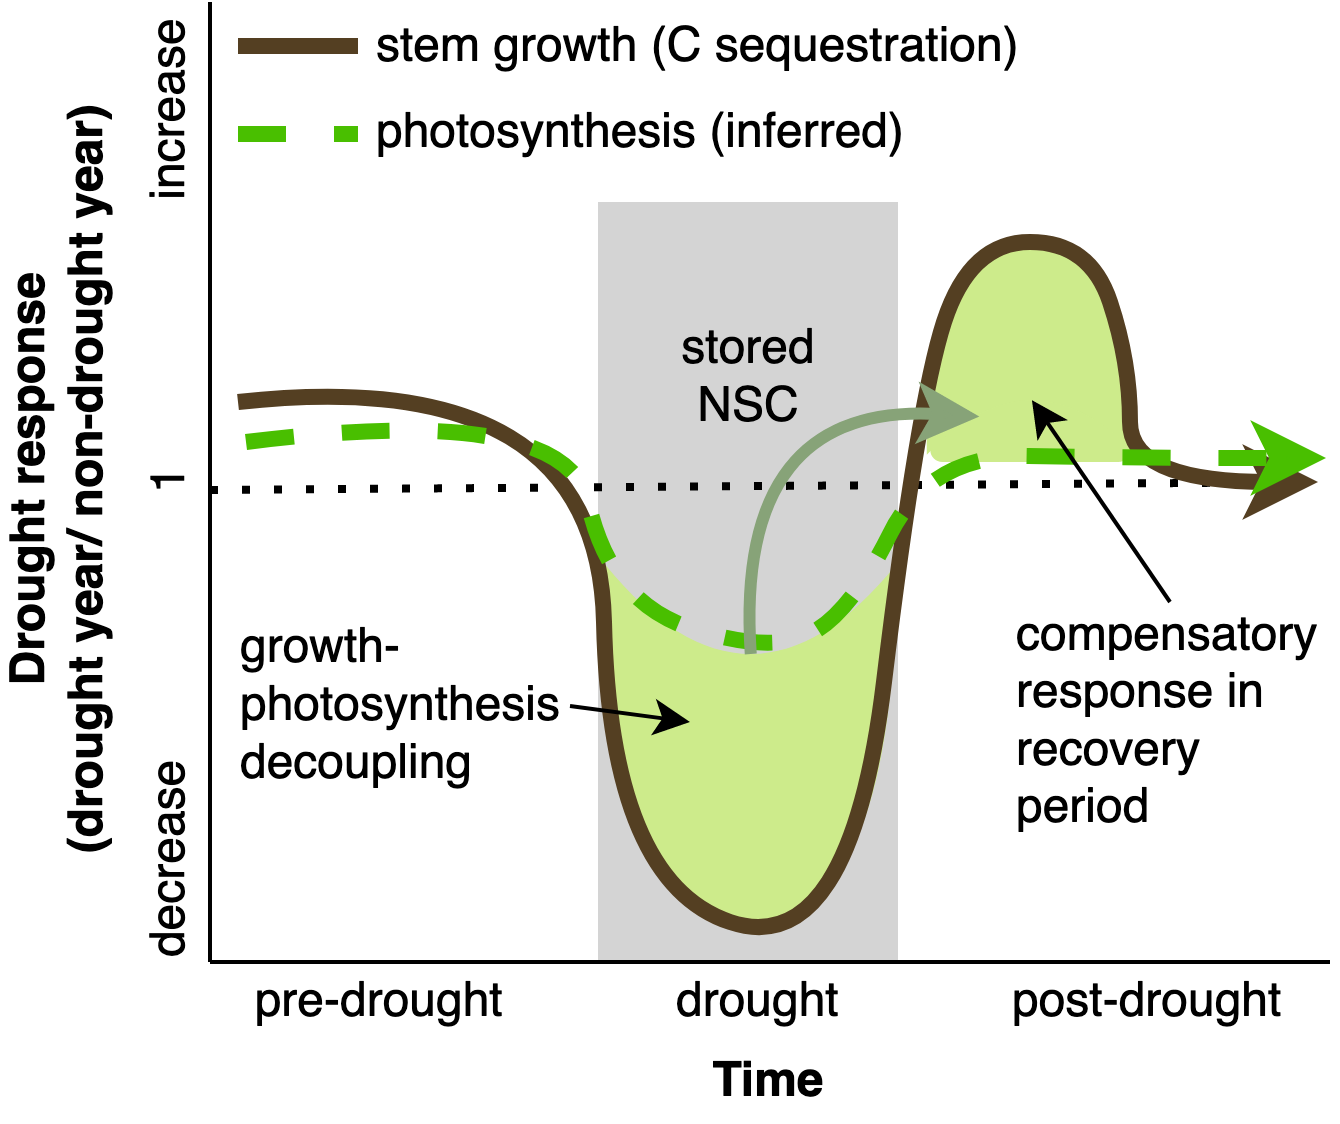 stem growth (C sequestration)
photosynthesis (inferred)
increase
1
decrease
Drought response
(drought year/ non-drought year)
stored
NSC
growth-
photosynthesis
decoupling
compensatory
response in
recovery
period
pre-drought
drought
post-drought
Time